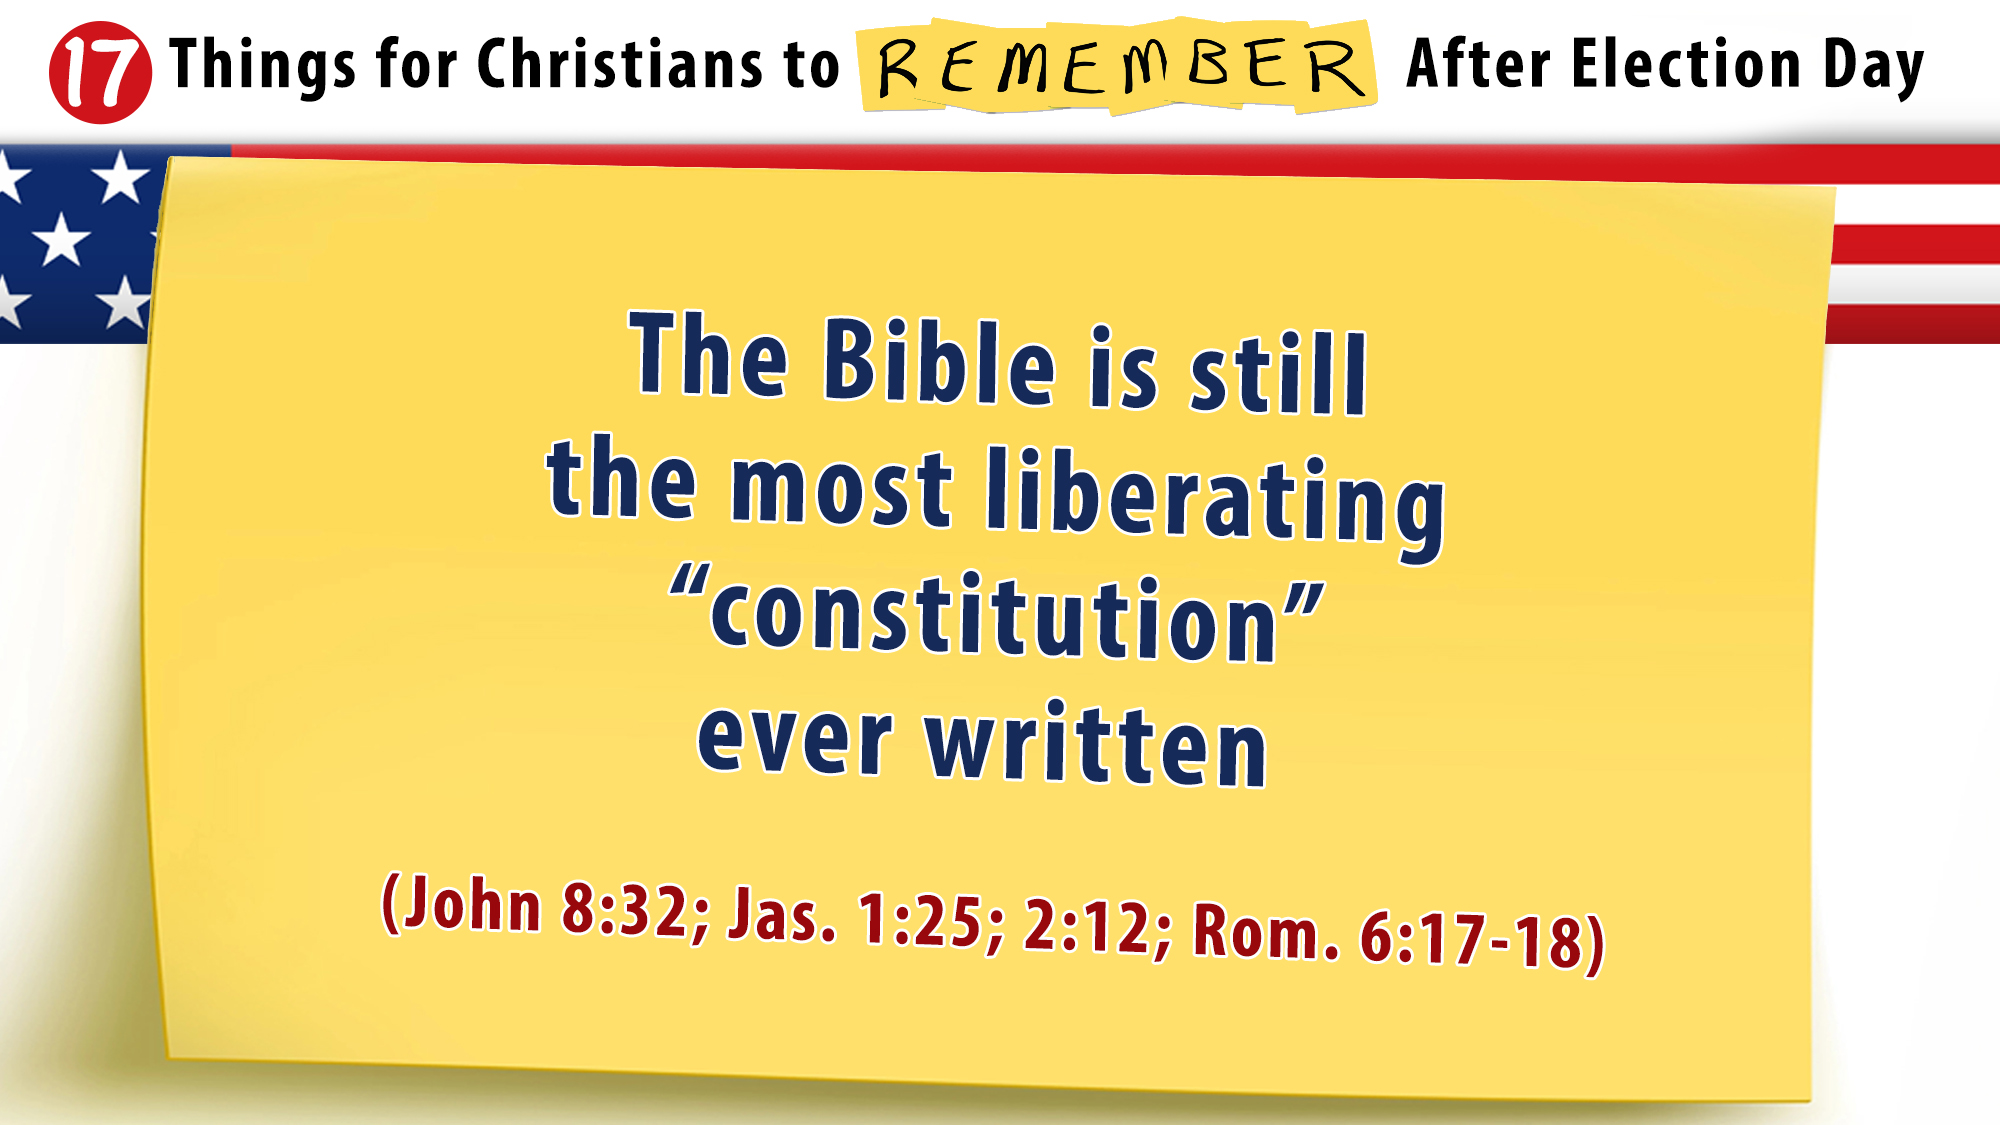 17 Things for Christians to REMEMBER After Election Day
The Bible is still
the most liberating
“constitution”
ever written
(John 8:32; Jas. 1:25; 2:12; Rom. 6:17-18)